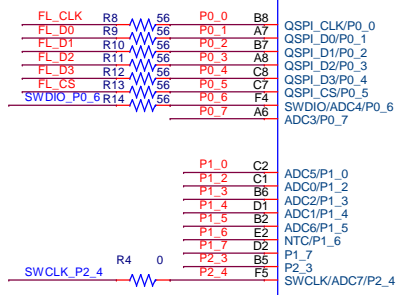 FL_CLK R8 56 P0_0 B8 QSPI_CLK/P0_0
FL_D0 R9 56 P0_1 A7 QSPI_D0/P0_1
FL_D1 R10 56 P0_2 B7 QSPI_D1/P0_2
FL_D2 R11 56 P0_3 A8 QSPI_D2/P0_3
FL_D3 R12 56 P0_4 C8 QSPI_D3/P0_4
FL_CS R13 56 P0_5 C7 QSPI_CS/P0_5
SWDIO_P0_6 R14 56 P0_6 F4 SWDIO/ADC4/P0_6
P0_7 A6 ADC3/P0_7
P1_0 C2 ADC5/P1_0
P1_2 C1 ADC0/P1_2
P1_3 B6 ADC2/P1_3
P1_4 D1 ADC1/P1_4
P1_5 B2 ADC6/P1_5
P1_6 E2 NTC/P1_6
P1_7 D2 P1_7
P2_3 B5 P2_3
SWCLK_P2_4 R4 0 P2_4 F5 SWCLK/ADC7/P2_4